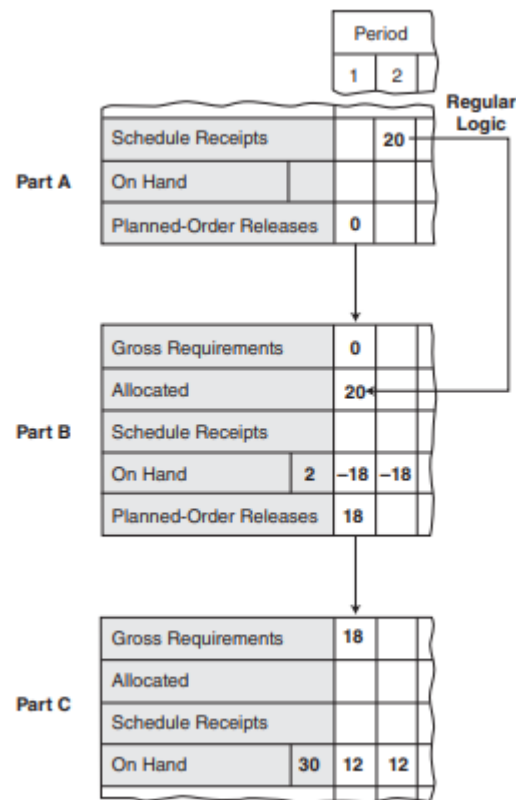 Period
1 2
Regular
Logic
Part A
Schedule Receipts 20
On Hand
Planned-Order Releases 0
Part B
Gross Requirements 0
Allocated 20
Schedule Receipts
On Hand 2 –18 –18
Planned-Order Releases 18
Part C
Gross Requirements 18
Allocated
Schedule Receipts
On Hand 30 12 12